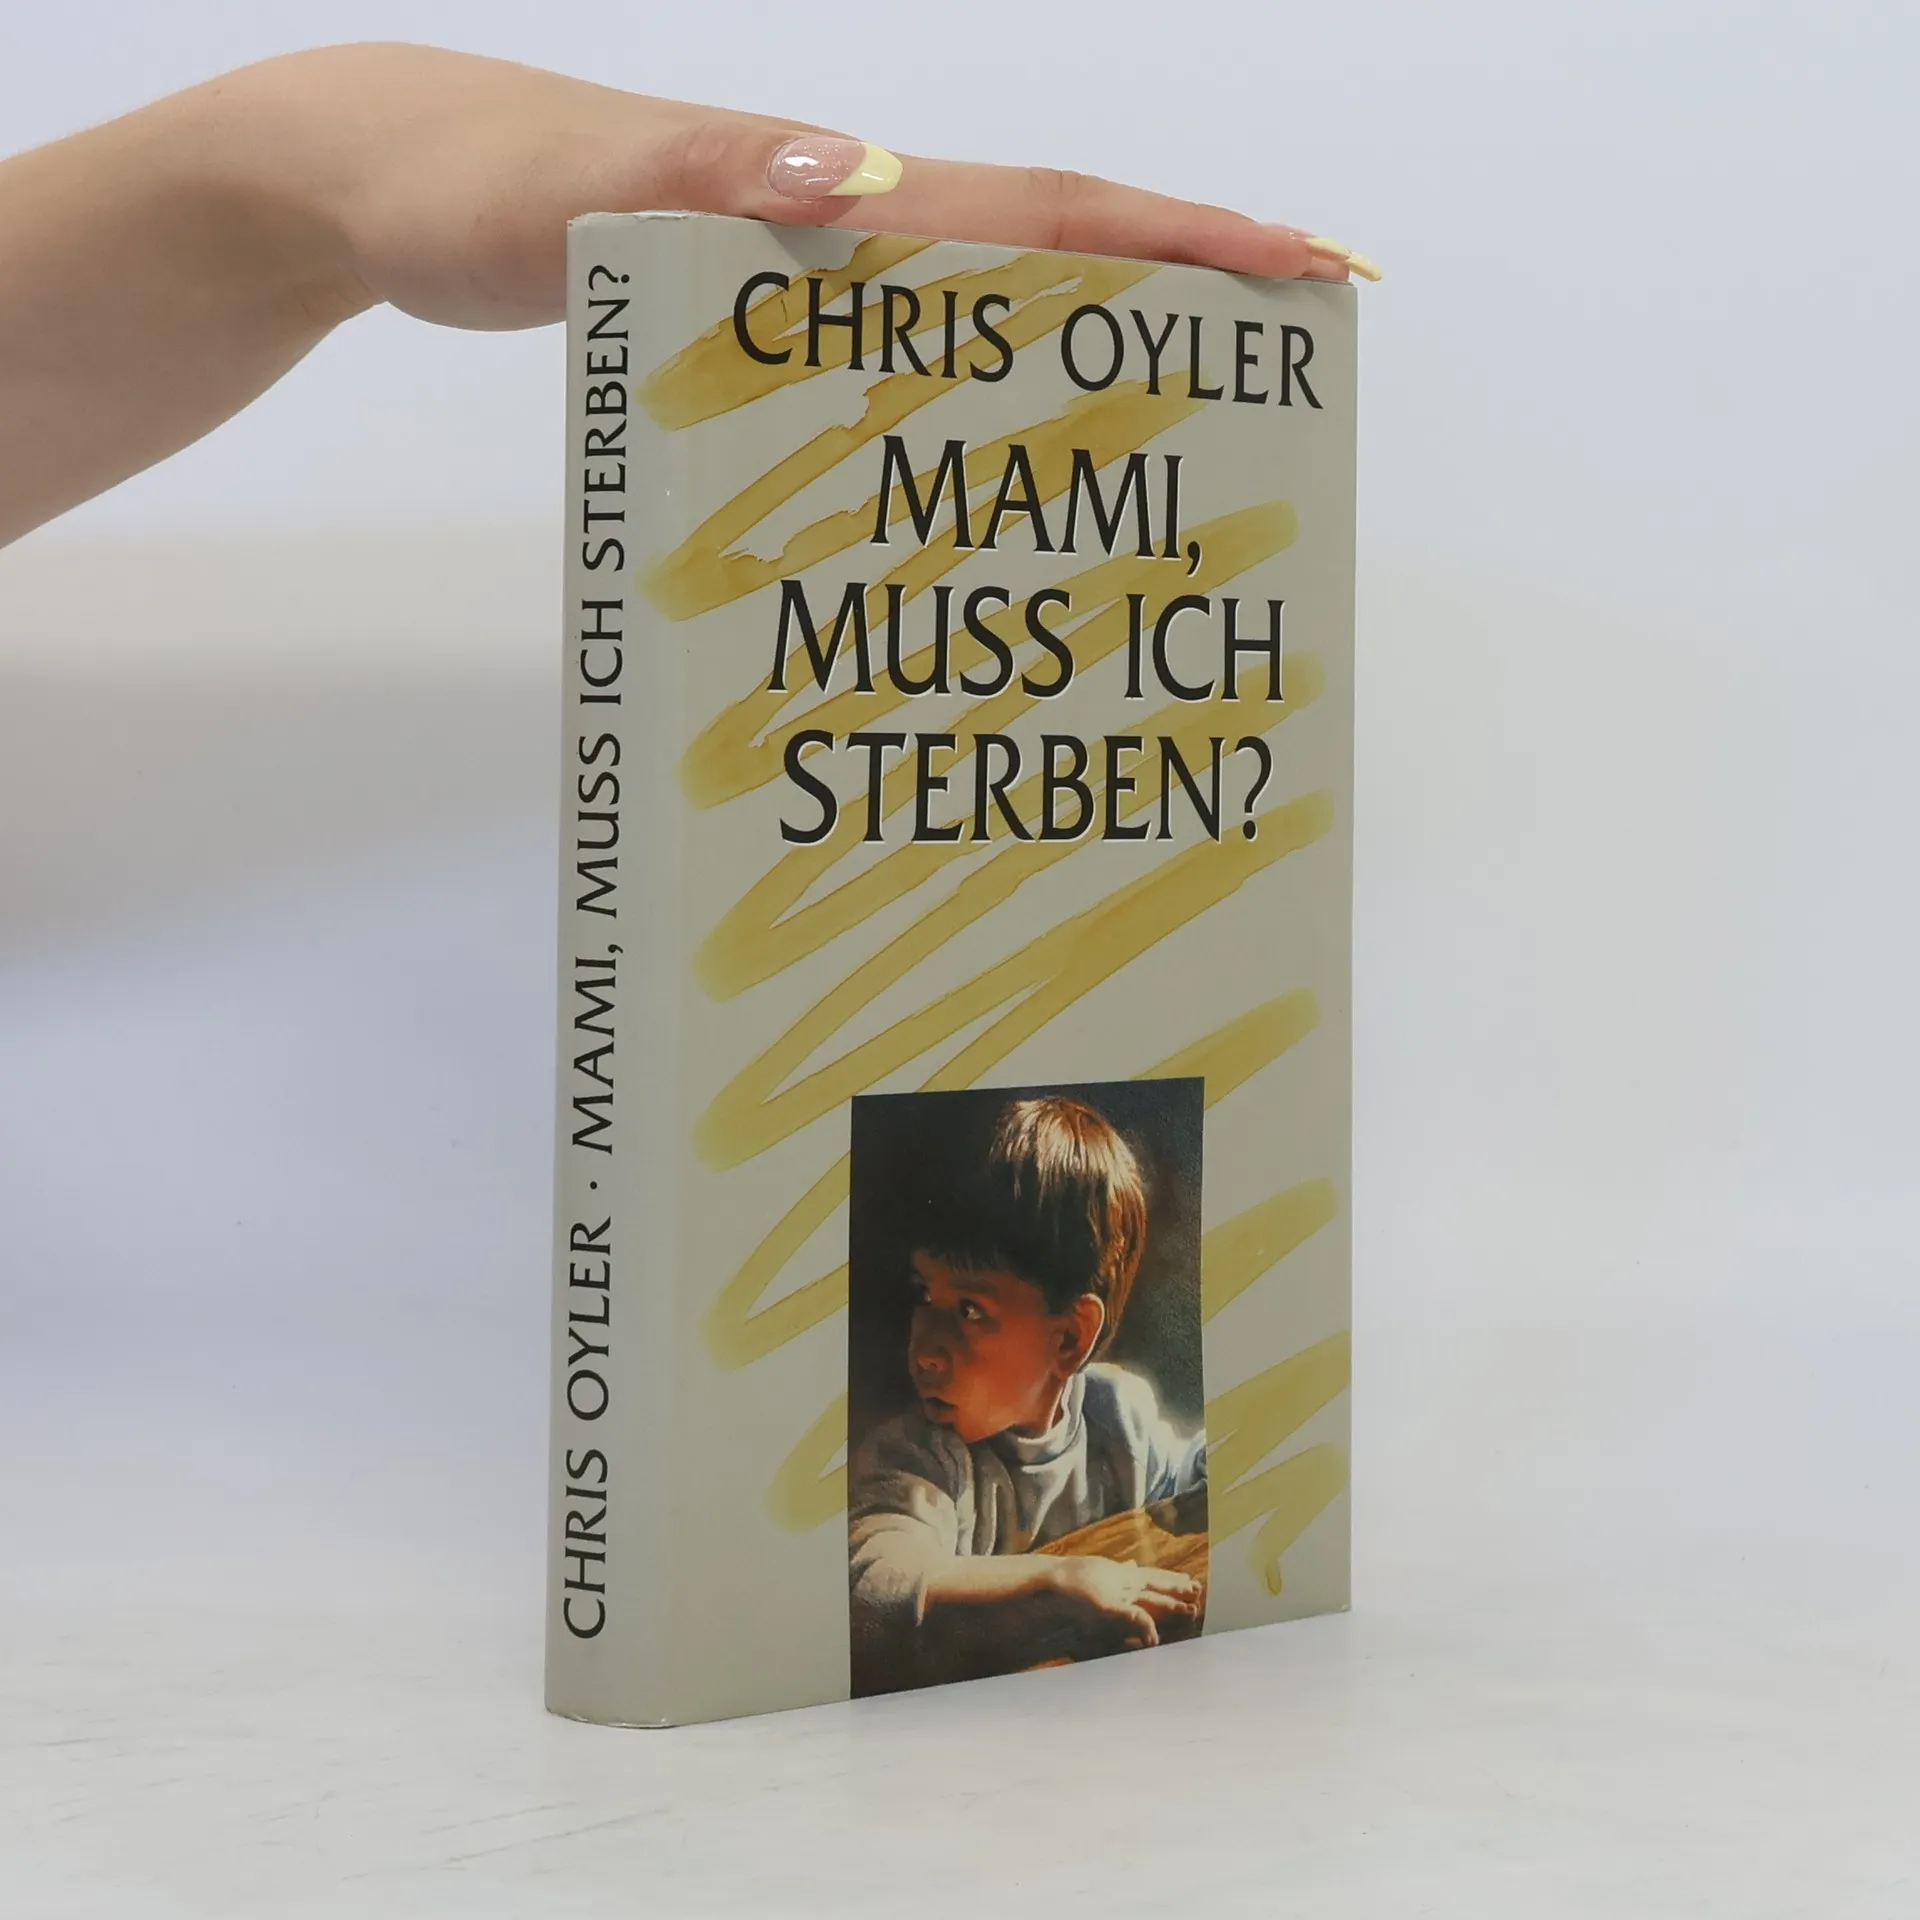 CHRIS OYLER · MAMI, MUSS ICH STERBEN?
CHRIS OYLER
MAMI,
MUSS ICH
STERBEN?